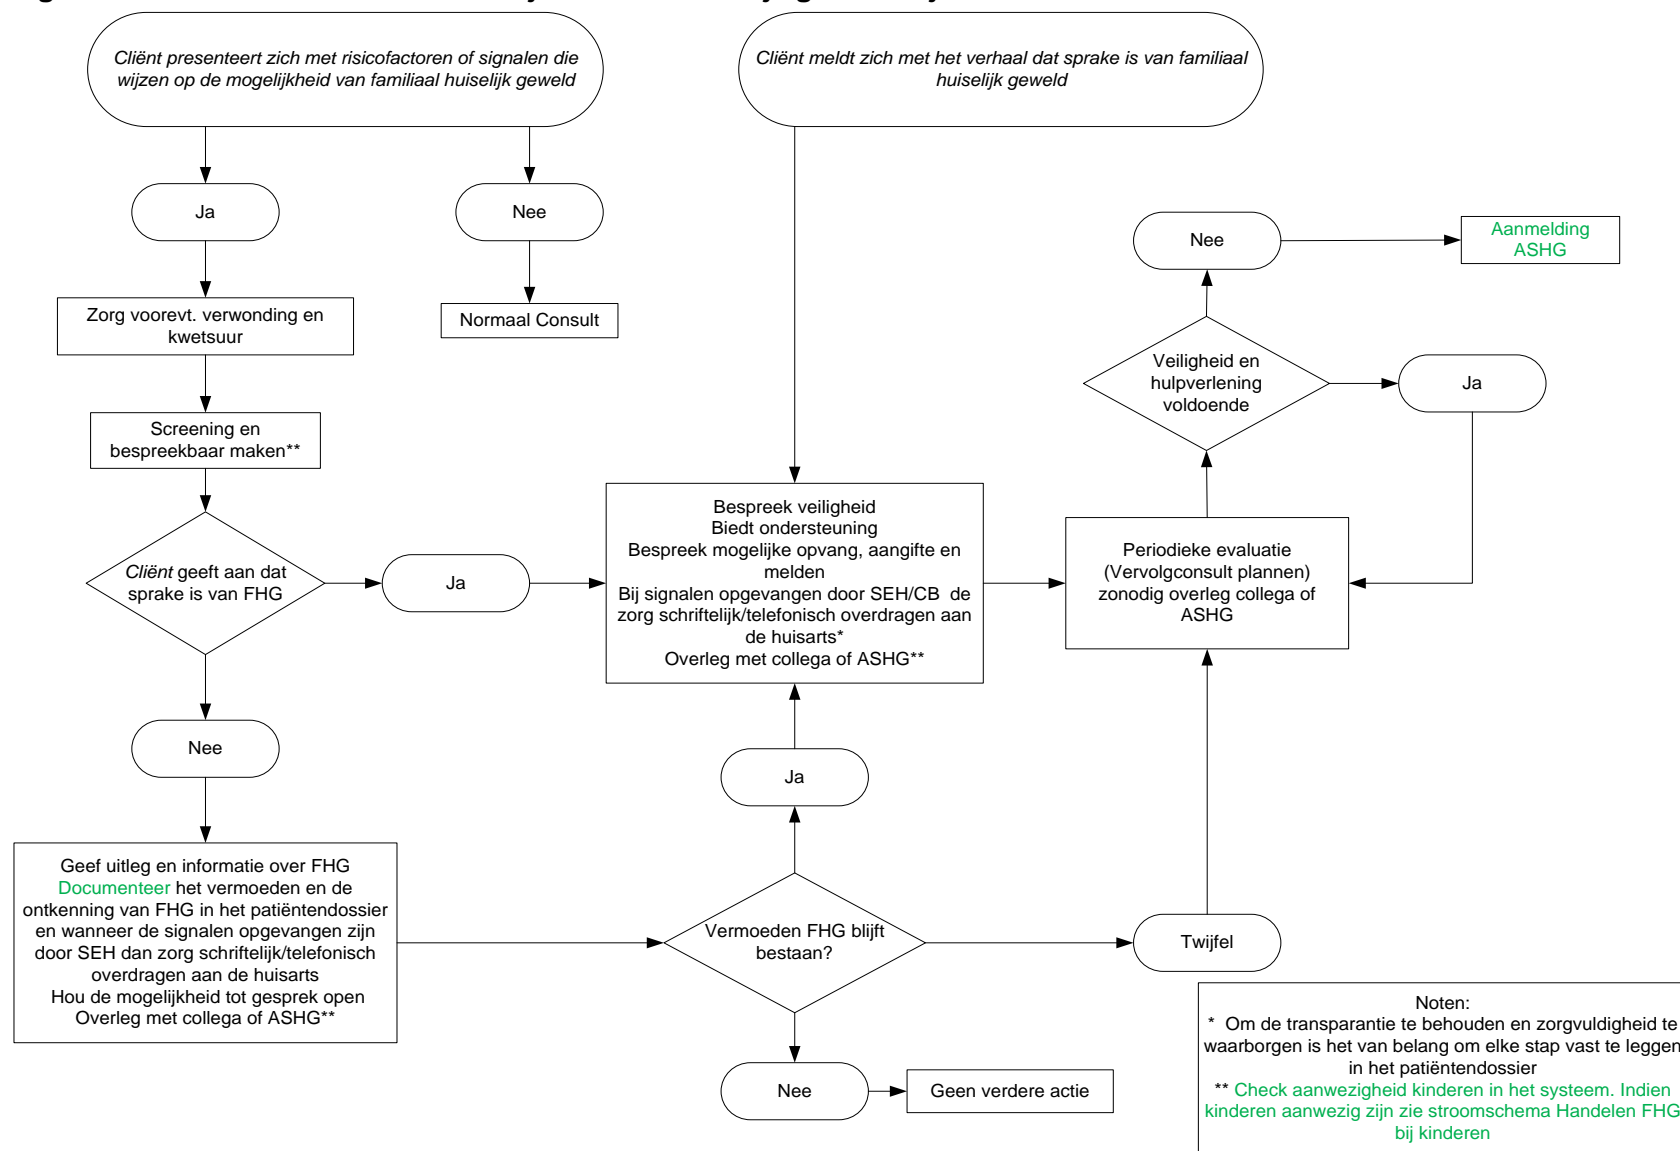 Cliënt presenteert zich met risicofactoren of signalen die
wijzen op de mogelijkheid van familiaal huiselijk geweld
Cliënt meldt zich met het verhaal dat sprake is van familiaal
huiselijk geweld
Ja
Nee
Nee
Aanmelding
ASHG
Zorg voorevt. verwonding en
kwetsuur
Normaal Consult
Veiligheid en
hulpverlening
voldoende
Ja
Screening en
bespreekbaar maken**
Cliënt geeft aan dat
sprake is van FHG
Ja
Bespreek veiligheid
Biedt ondersteuning
Bespreek mogelijke opvang, aangifte en
melden
Bij signalen opgevangen door SEH/CB de
zorg schriftelijk/telefonisch overdragen aan
de huisarts*
Overleg met collega of ASHG**
Periodieke evaluatie
(Vervolgconsult plannen)
zonodig overleg collega of
ASHG
Nee
Ja
Geef uitleg en informatie over FHG
Documenteer het vermoeden en de
ontkenning van FHG in het patiëntendossier
en wanneer de signalen opgevangen zijn
door SEH dan zorg schriftelijk/telefonisch
overdragen aan de huisarts
Hou de mogelijkheid tot gesprek open
Overleg met collega of ASHG**
Vermoeden FHG blijft
bestaan?
Twijfel
Nee
Geen verdere actie
Noten:
* Om de transparantie te behouden en zorgvuldigheid te
waarborgen is het van belang om elke stap vast te leggen
in het patiëntendossier
** Check aanwezigheid kinderen in het systeem. Indien
kinderen aanwezig zijn zie stroomschema Handelen FHG
bij kinderen